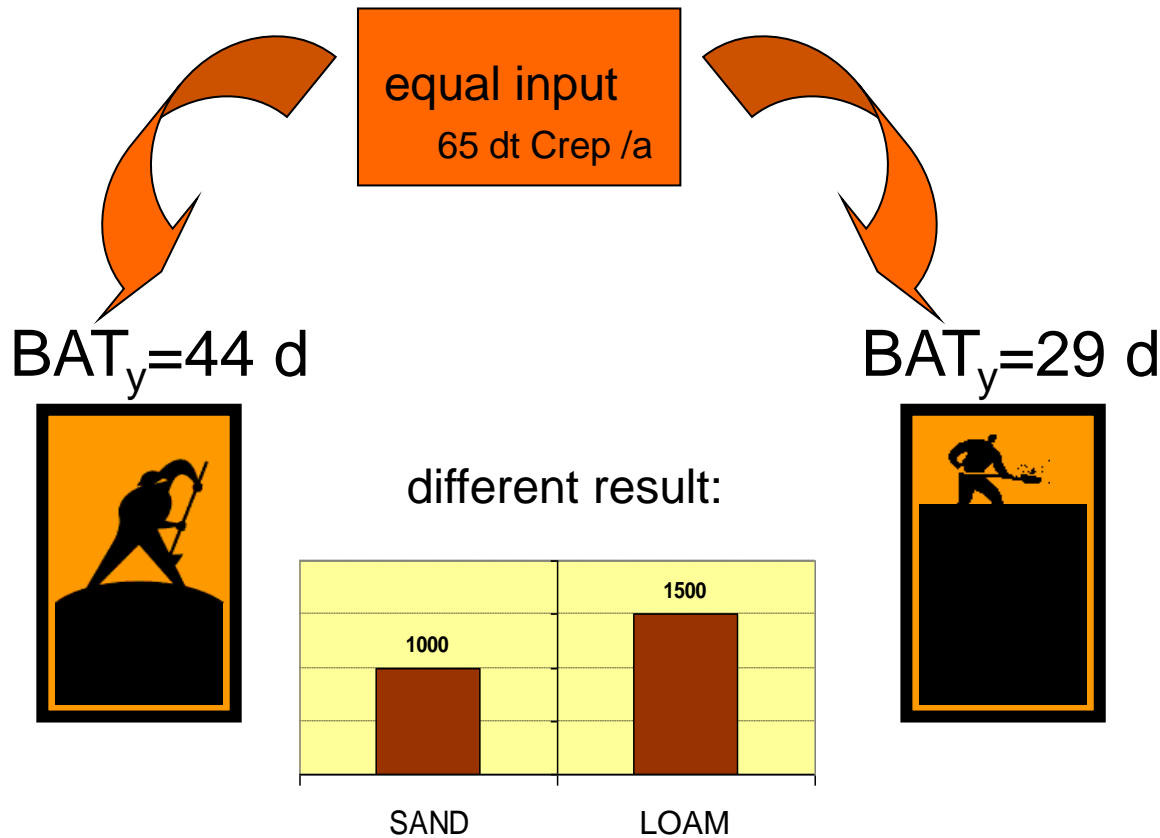 equal input
65 dt Crep /a
BATy=44 d
BATy=29 d
different result:
1000
1500
SAND
LOAM